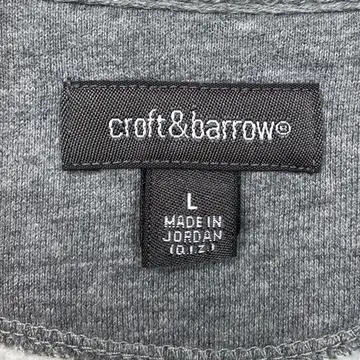 croft&barrow®
L
MADE IN
JORDAN
(Q.I.Z.)